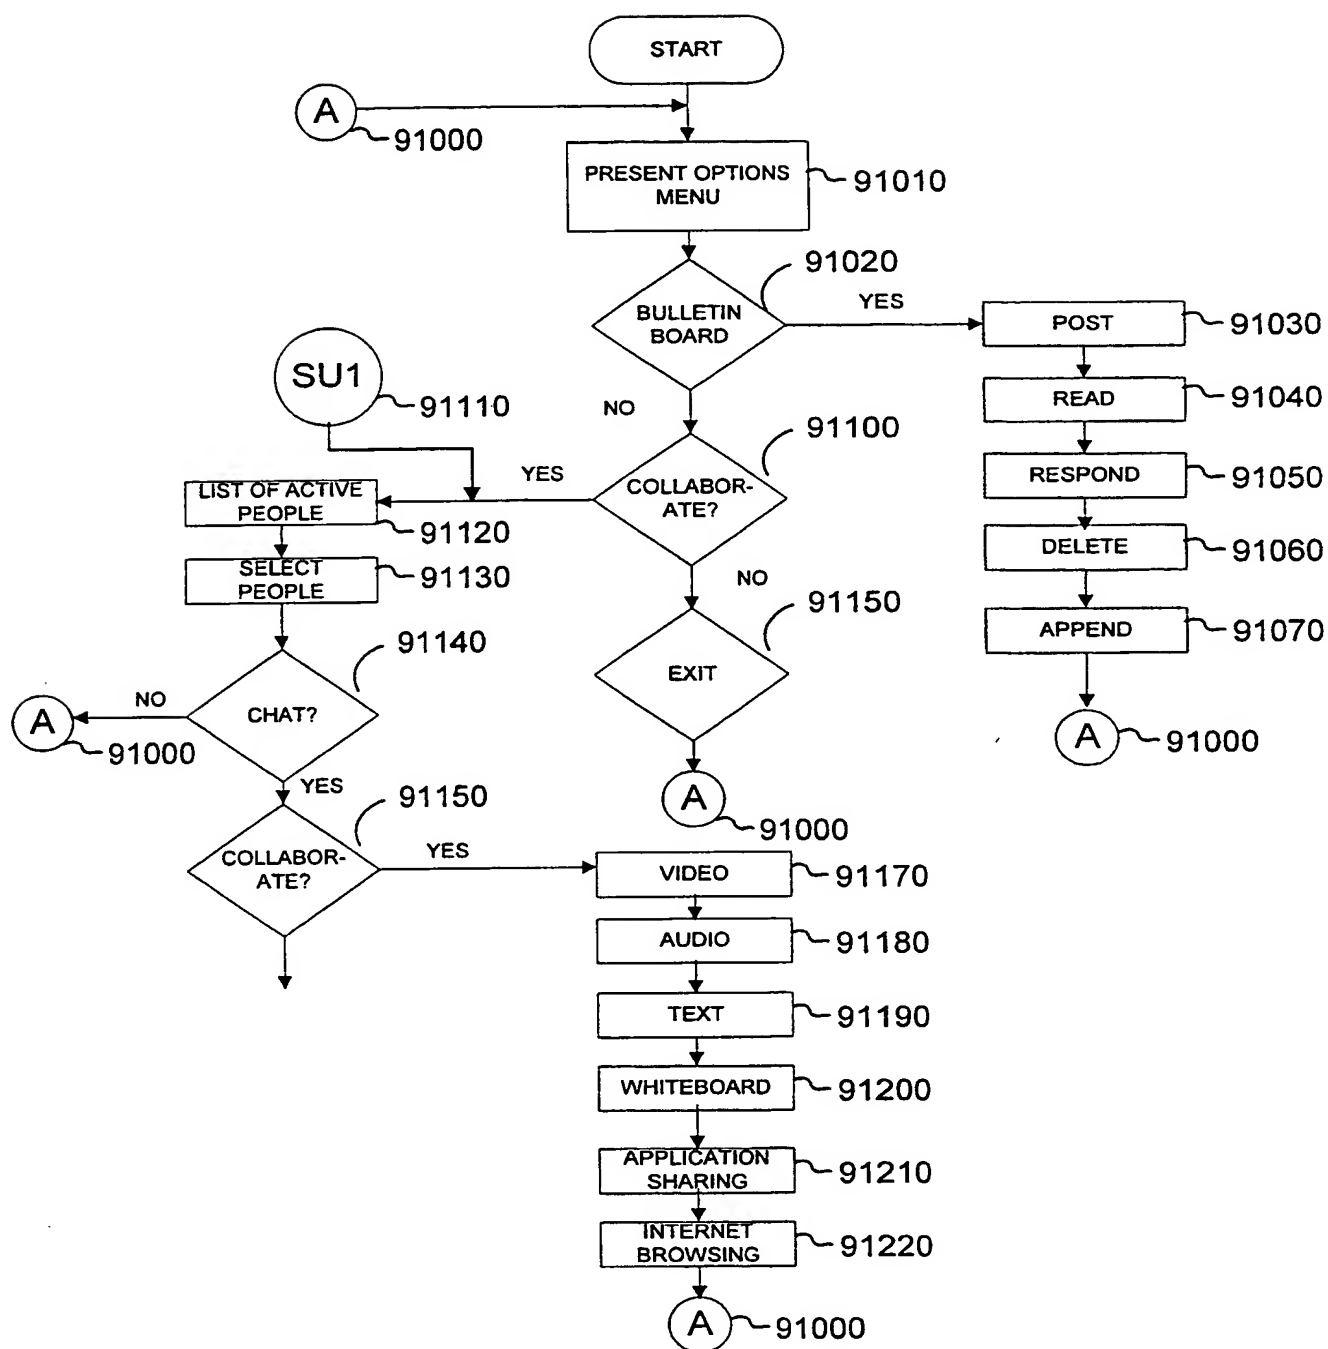 START
A
91000
PRESENT OPTIONS
MENU
91010
91020
BULLETIN
BOARD
YES
POST
91030
READ
91040
RESPOND
91050
DELETE
91060
APPEND
91070
A
91000
NO
SU1
91110
91100
COLLABOR-
ATE?
YES
LIST OF ACTIVE
PEOPLE
91120
SELECT
PEOPLE
91130
NO
91150
EXIT
A
91000
91140
CHAT?
NO
A
91000
YES
91150
COLLABOR-
ATE?
YES
VIDEO
91170
AUDIO
91180
TEXT
91190
WHITEBOARD
91200
APPLICATION
SHARING
91210
INTERNET
BROWSING
91220
A
91000